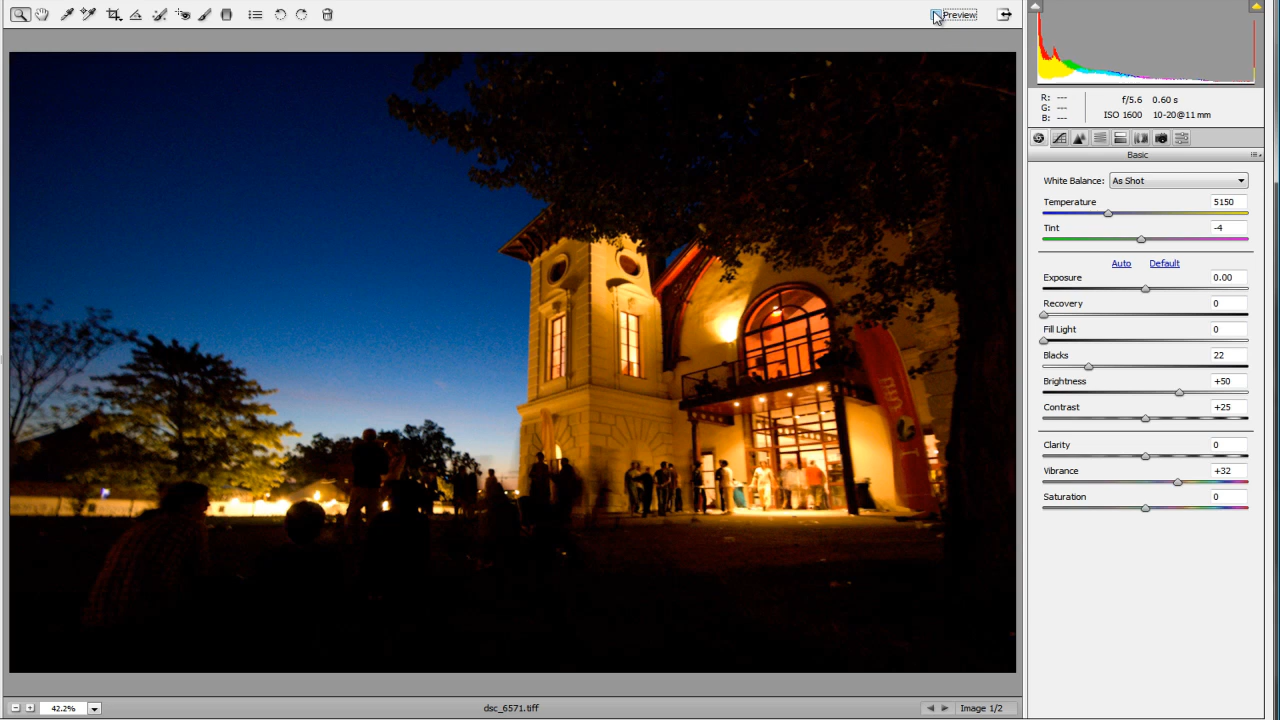 Preview
R: ---
G: ---
B: ---
f/5.6 0.60 s
ISO 1600 10-20@11 mm
Basic
White Balance: As Shot
Temperature 5150
Tint -4
Auto Default
Exposure 0.00
Recovery 0
Fill Light 0
Blacks 22
Brightness +50
Contrast +25
Clarity 0
Vibrance +32
Saturation 0
42.2%
dsc_6571.tiff
Image 1/2